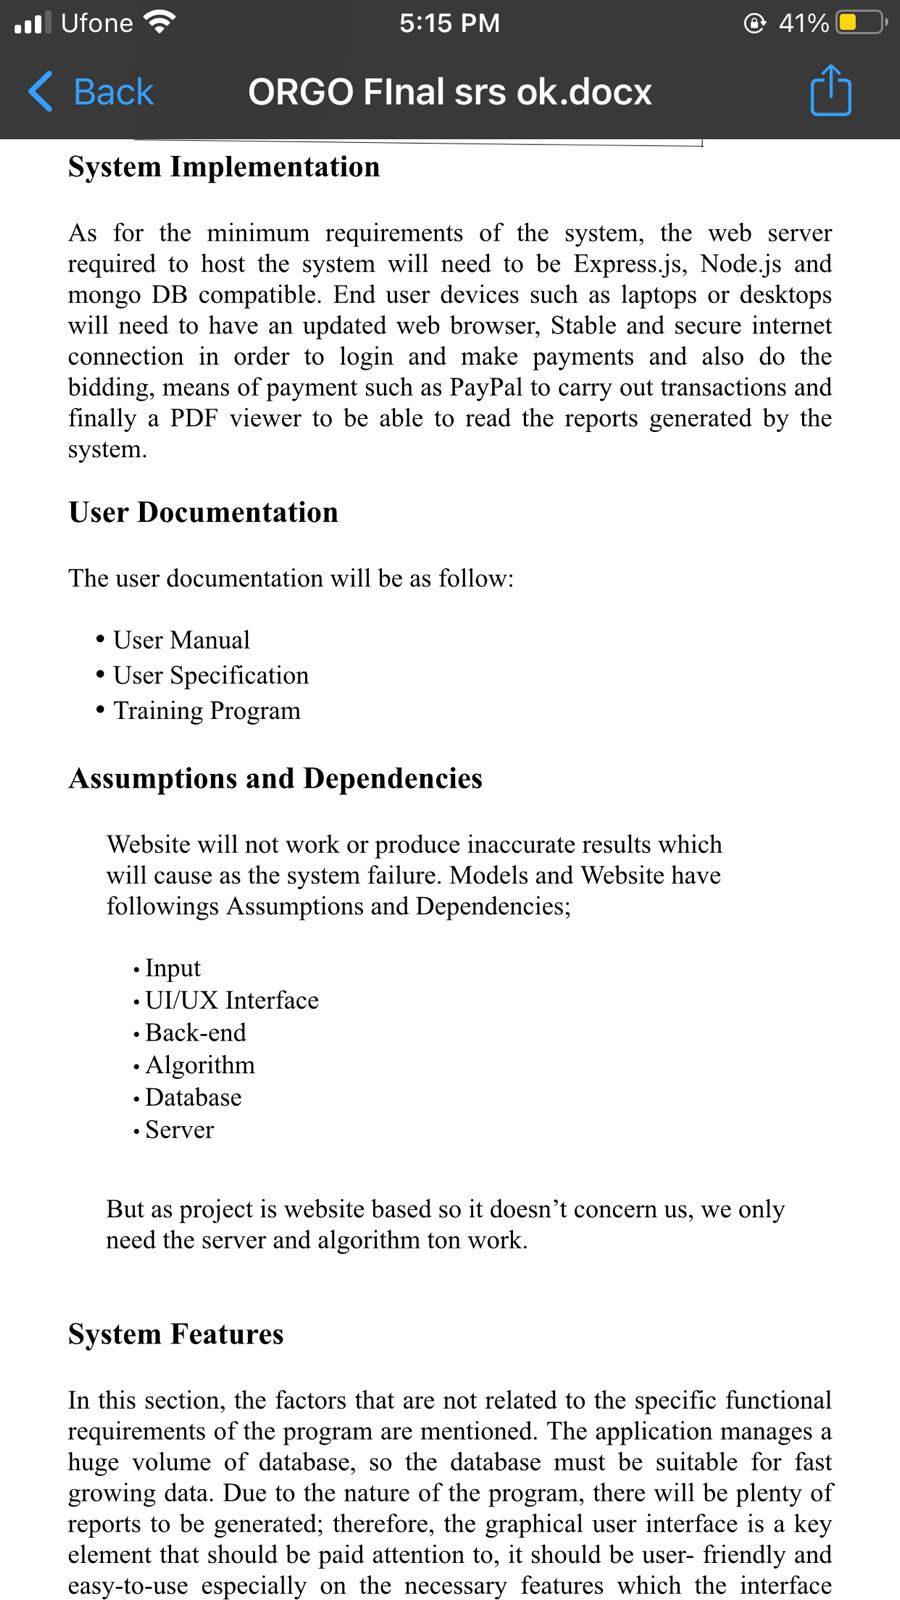 Ufone 5:15 PM 41%
Back ORGO FInal srs ok.docx
System Implementation
As for the minimum requirements of the system, the web server
required to host the system will need to be Express.js, Node.js and
mongo DB compatible. End user devices such as laptops or desktops
will need to have an updated web browser, Stable and secure internet
connection in order to login and make payments and also do the
bidding, means of payment such as PayPal to carry out transactions and
finally a PDF viewer to be able to read the reports generated by the
system.
User Documentation
The user documentation will be as follow:
• User Manual
• User Specification
• Training Program
Assumptions and Dependencies
Website will not work or produce inaccurate results which
will cause as the system failure. Models and Website have
followings Assumptions and Dependencies;
• Input
• UI/UX Interface
• Back-end
• Algorithm
• Database
• Server
But as project is website based so it doesn’t concern us, we only
need the server and algorithm ton work.
System Features
In this section, the factors that are not related to the specific functional
requirements of the program are mentioned. The application manages a
huge volume of database, so the database must be suitable for fast
growing data. Due to the nature of the program, there will be plenty of
reports to be generated; therefore, the graphical user interface is a key
element that should be paid attention to, it should be user- friendly and
easy-to-use especially on the necessary features which the interface